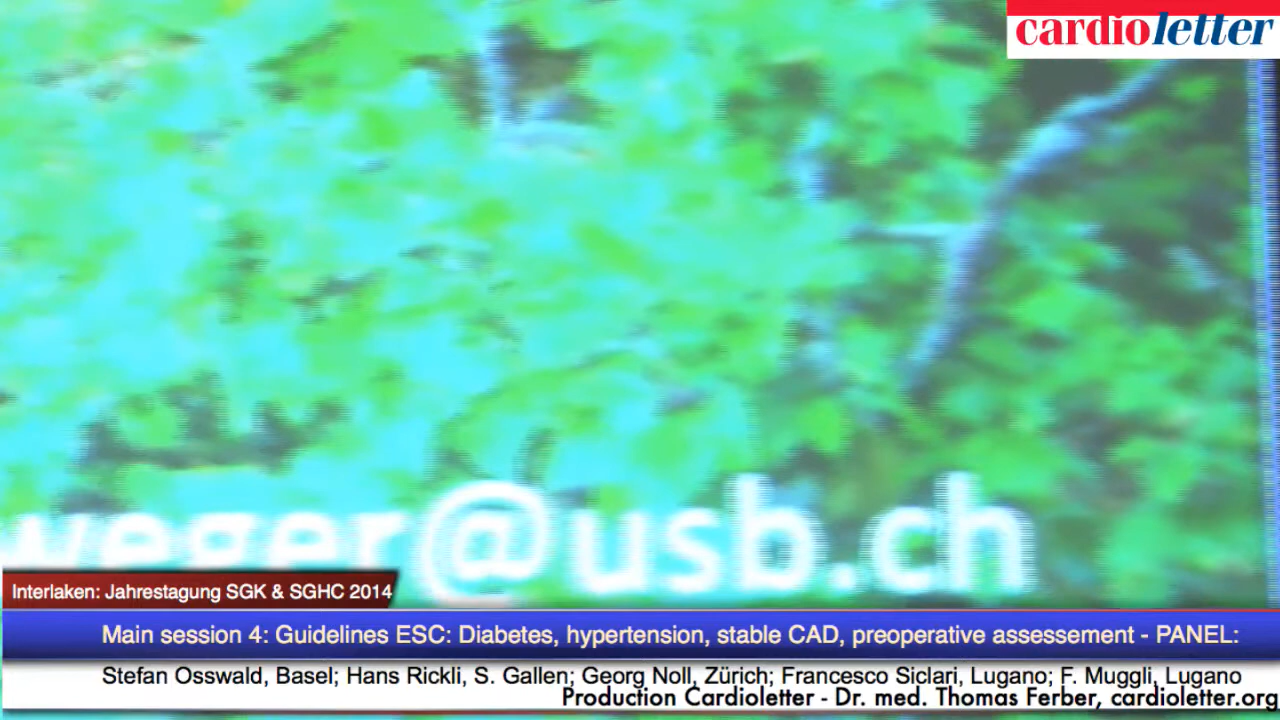 cardioletter
weger@usb.ch
Interlaken: Jahrestagung SGK & SGHC 2014
Main session 4: Guidelines ESC: Diabetes, hypertension, stable CAD, preoperative assessement - PANEL:
Stefan Osswald, Basel; Hans Rickli, S. Gallen; Georg Noll, Zürich; Francesco Siclari, Lugano; F. Muggli, Lugano
Production Cardioletter - Dr. med. Thomas Ferber, cardioletter.org